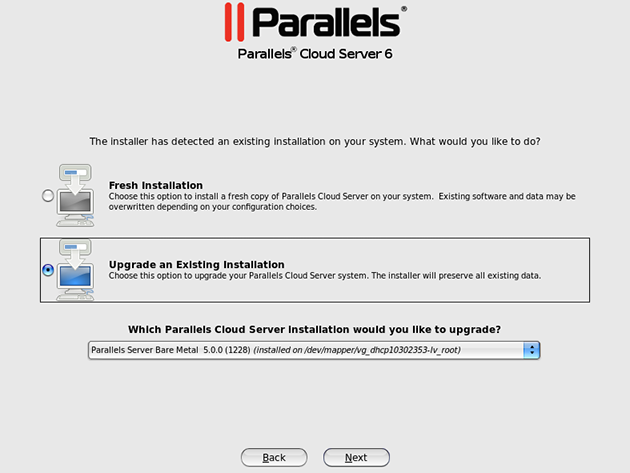 Parallels®
Parallels® Cloud Server 6
The installer has detected an existing installation on your system. What would you like to do?
Fresh Installation
Choose this option to install a fresh copy of Parallels Cloud Server on your system. Existing software and data may be
overwritten depending on your configuration choices.
Upgrade an Existing Installation
Choose this option to upgrade your Parallels Cloud Server system. The installer will preserve all existing data.
Which Parallels Cloud Server installation would you like to upgrade?
Parallels Server Bare Metal 5.0.0 (1228) (installed on /dev/mapper/vg_dhcp10302353-lv_root)
Back Next